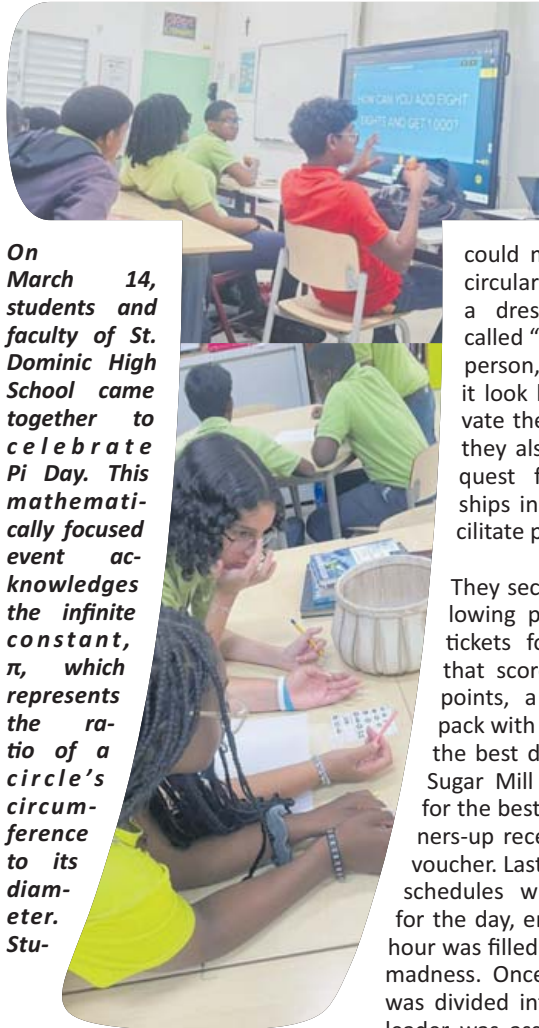 HOW CAN YOU ADD EIGHT
EIGHTS AND GET 1,000?
On
March 14,
students and
faculty of St.
Dominic High
School came
together to
celebrate
Pi Day. This
mathemati-
cally focused
event ac-
knowledges
the infinite
constant,
π, which
represents
the ra-
tio of a
circle's
circum-
ference
to its
diam-
eter.
Stu-
could
circular
a dres
called “
person,
it look
vate the
they als
quest f
ships in
cilitate p
They sec
lowing p
tickets fo
that scor
points, a
pack with
the best d
Sugar Mill
for the best
ners-up rece
voucher. Last
schedules w
for the day, e
hour was filled
madness. Once
was divided in
leader was ass